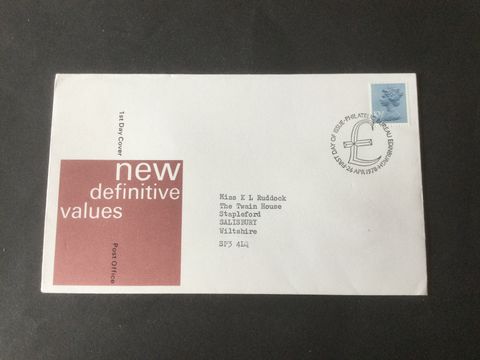 1st Day Cover
new
definitive
values
Post Office
FIRST DAY OF ISSUE·PHILATELIC BUREAU EDINBURGH·
26 APR 1978
£
Miss K L Ruddock
The Twain House
Stapleford
SALISBURY
Wiltshire
SP3 4LQ